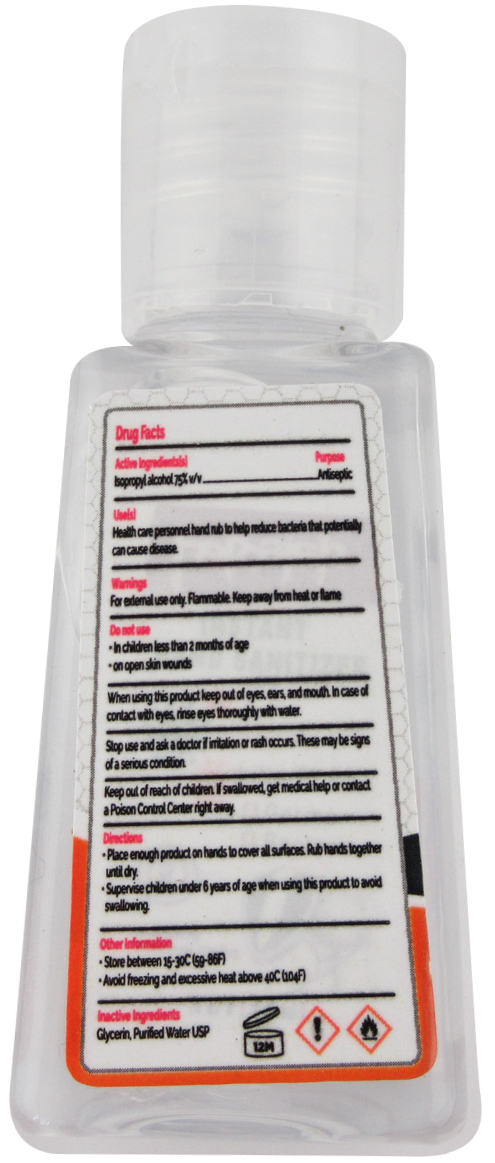 Drug Facts
Active Ingredients(s) Purpose
Isopropyl alcohol 75% v/v Antiseptic
Use(s)
Health care personnel hand rub to help reduce bacteria that potentially
can cause disease.
Warnings
For external use only. Flammable. Keep away from heat or flame
Do not use
• In children less than 2 months of age
• on open skin wounds
When using this product keep out of eyes, ears, and mouth. In case of
contact with eyes, rinse eyes thoroughly with water.
Stop use and ask a doctor if irritation or rash occurs. These may be signs
of a serious condition.
Keep out of reach of children. If swallowed, get medical help or contact
a Poison Control Center right away.
Directions
• Place enough product on hands to cover all surfaces. Rub hands together
until dry.
• Supervise children under 6 years of age when using this product to avoid
swallowing.
Other information
• Store between 15-30C (59-86F)
• Avoid freezing and excessive heat above 40C (104F)
Inactive Ingredients
Glycerin, Purified Water USP
12M